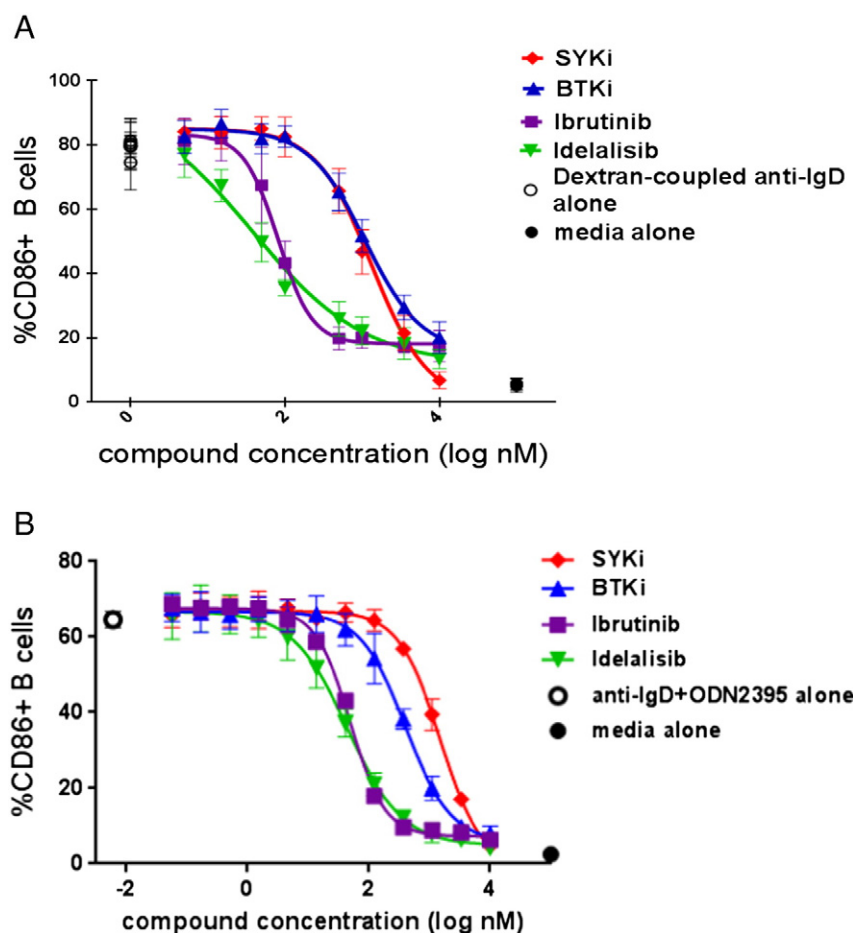 A
SYKi
BTKi
Ibrutinib
Idelalisib
Dextran-coupled anti-IgD
alone
media alone
100
80
60
40
20
0
%CD86+ B cells
0
2
4
compound concentration (log nM)
B
SYKi
BTKi
Ibrutinib
Idelalisib
anti-IgD+ODN2395 alone
media alone
80
60
40
20
0
%CD86+ B cells
-2
0
2
4
compound concentration (log nM)